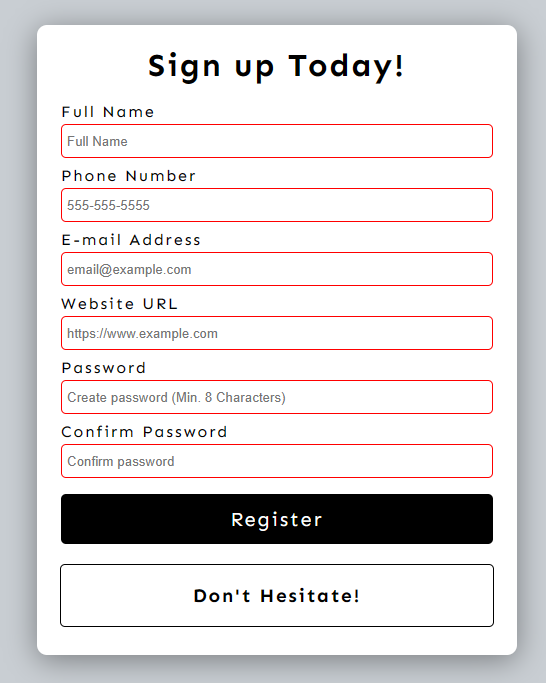 Sign up Today!
Full Name
Full Name
Phone Number
555-555-5555
E-mail Address
email@example.com
Website URL
https://www.example.com
Password
Create password (Min. 8 Characters)
Confirm Password
Confirm password
Register
Don't Hesitate!